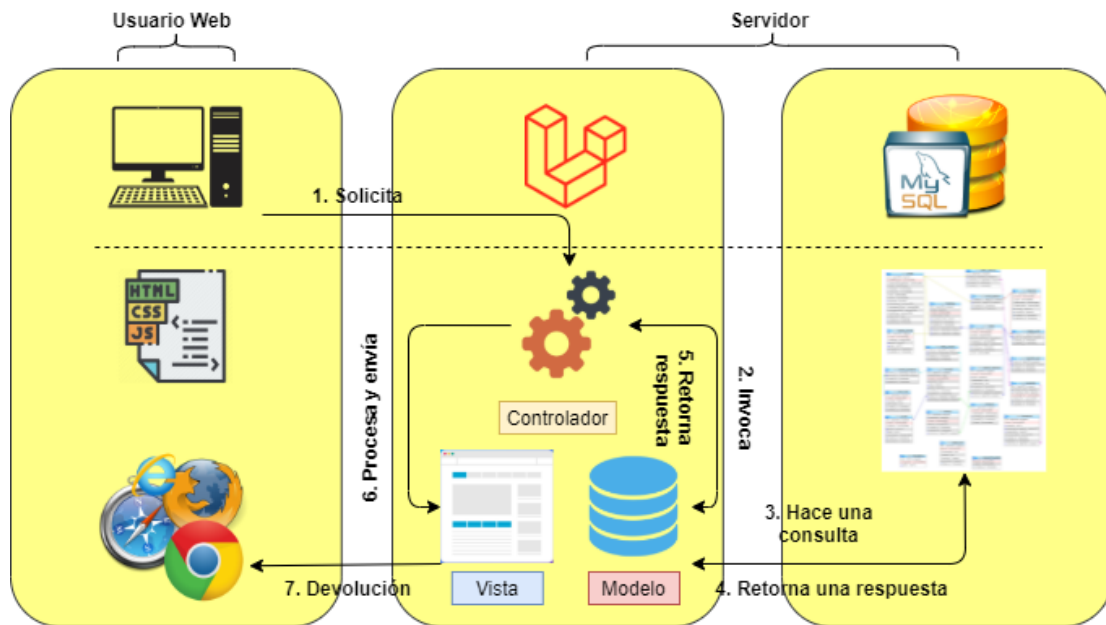 Usuario Web
Servidor
My
SQL
1. Solicita
HTML
CSS
JS
6. Procesa y envía
5. Retorna
respuesta
2. Invoca
Controlador
3. Hace una
consulta
7. Devolución
Vista
Modelo
4. Retorna una respuesta